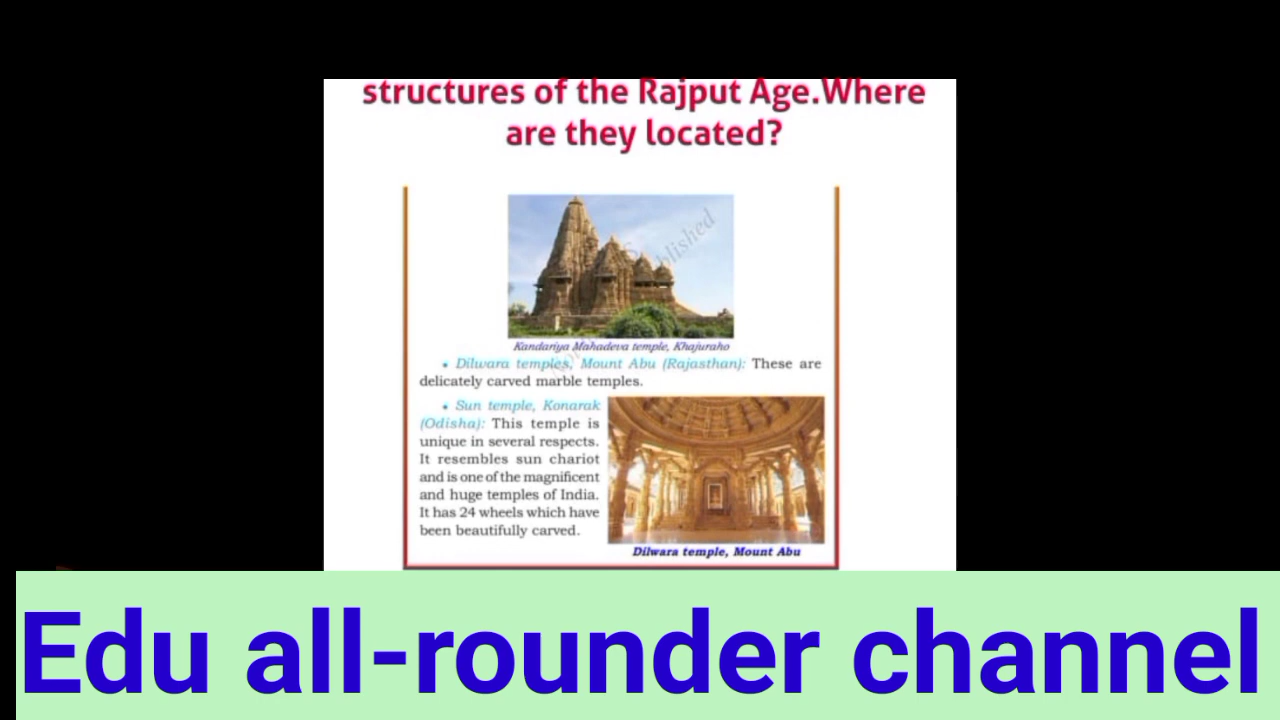 structures of the Rajput Age.Where
are they located?
blished
Kandariya Mahadeva temple, Khajuraho
• Dilwara temples, Mount Abu (Rajasthan): These are
delicately carved marble temples.
• Sun temple, Konarak
(Odisha): This temple is
unique in several respects.
It resembles sun chariot
and is one of the magnificent
and huge temples of India.
It has 24 wheels which have
been beautifully carved.
Dilwara temple, Mount Abu
Edu all-rounder channel